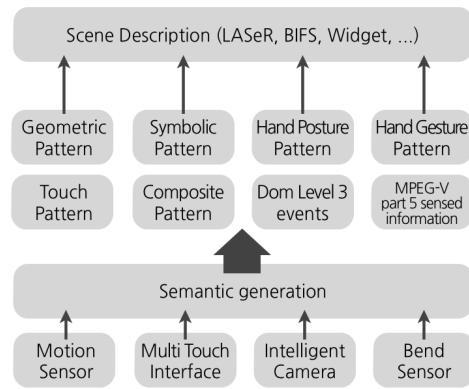 Scene Description (LASeR, BIFS, Widget, ...)
Geometric
Pattern
Symbolic
Pattern
Hand Posture
Pattern
Hand Gesture
Pattern
Touch
Pattern
Composite
Pattern
Dom Level 3
events
MPEG-V
part 5 sensed
information
Semantic generation
Motion
Sensor
Multi Touch
Interface
Intelligent
Camera
Bend
Sensor